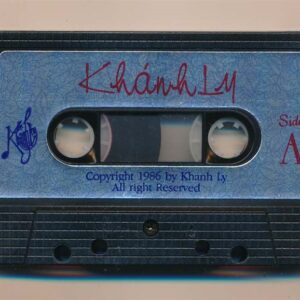 Khánh Ly
Side
A
Copyright 1986 by Khanh Ly
All right Reserved